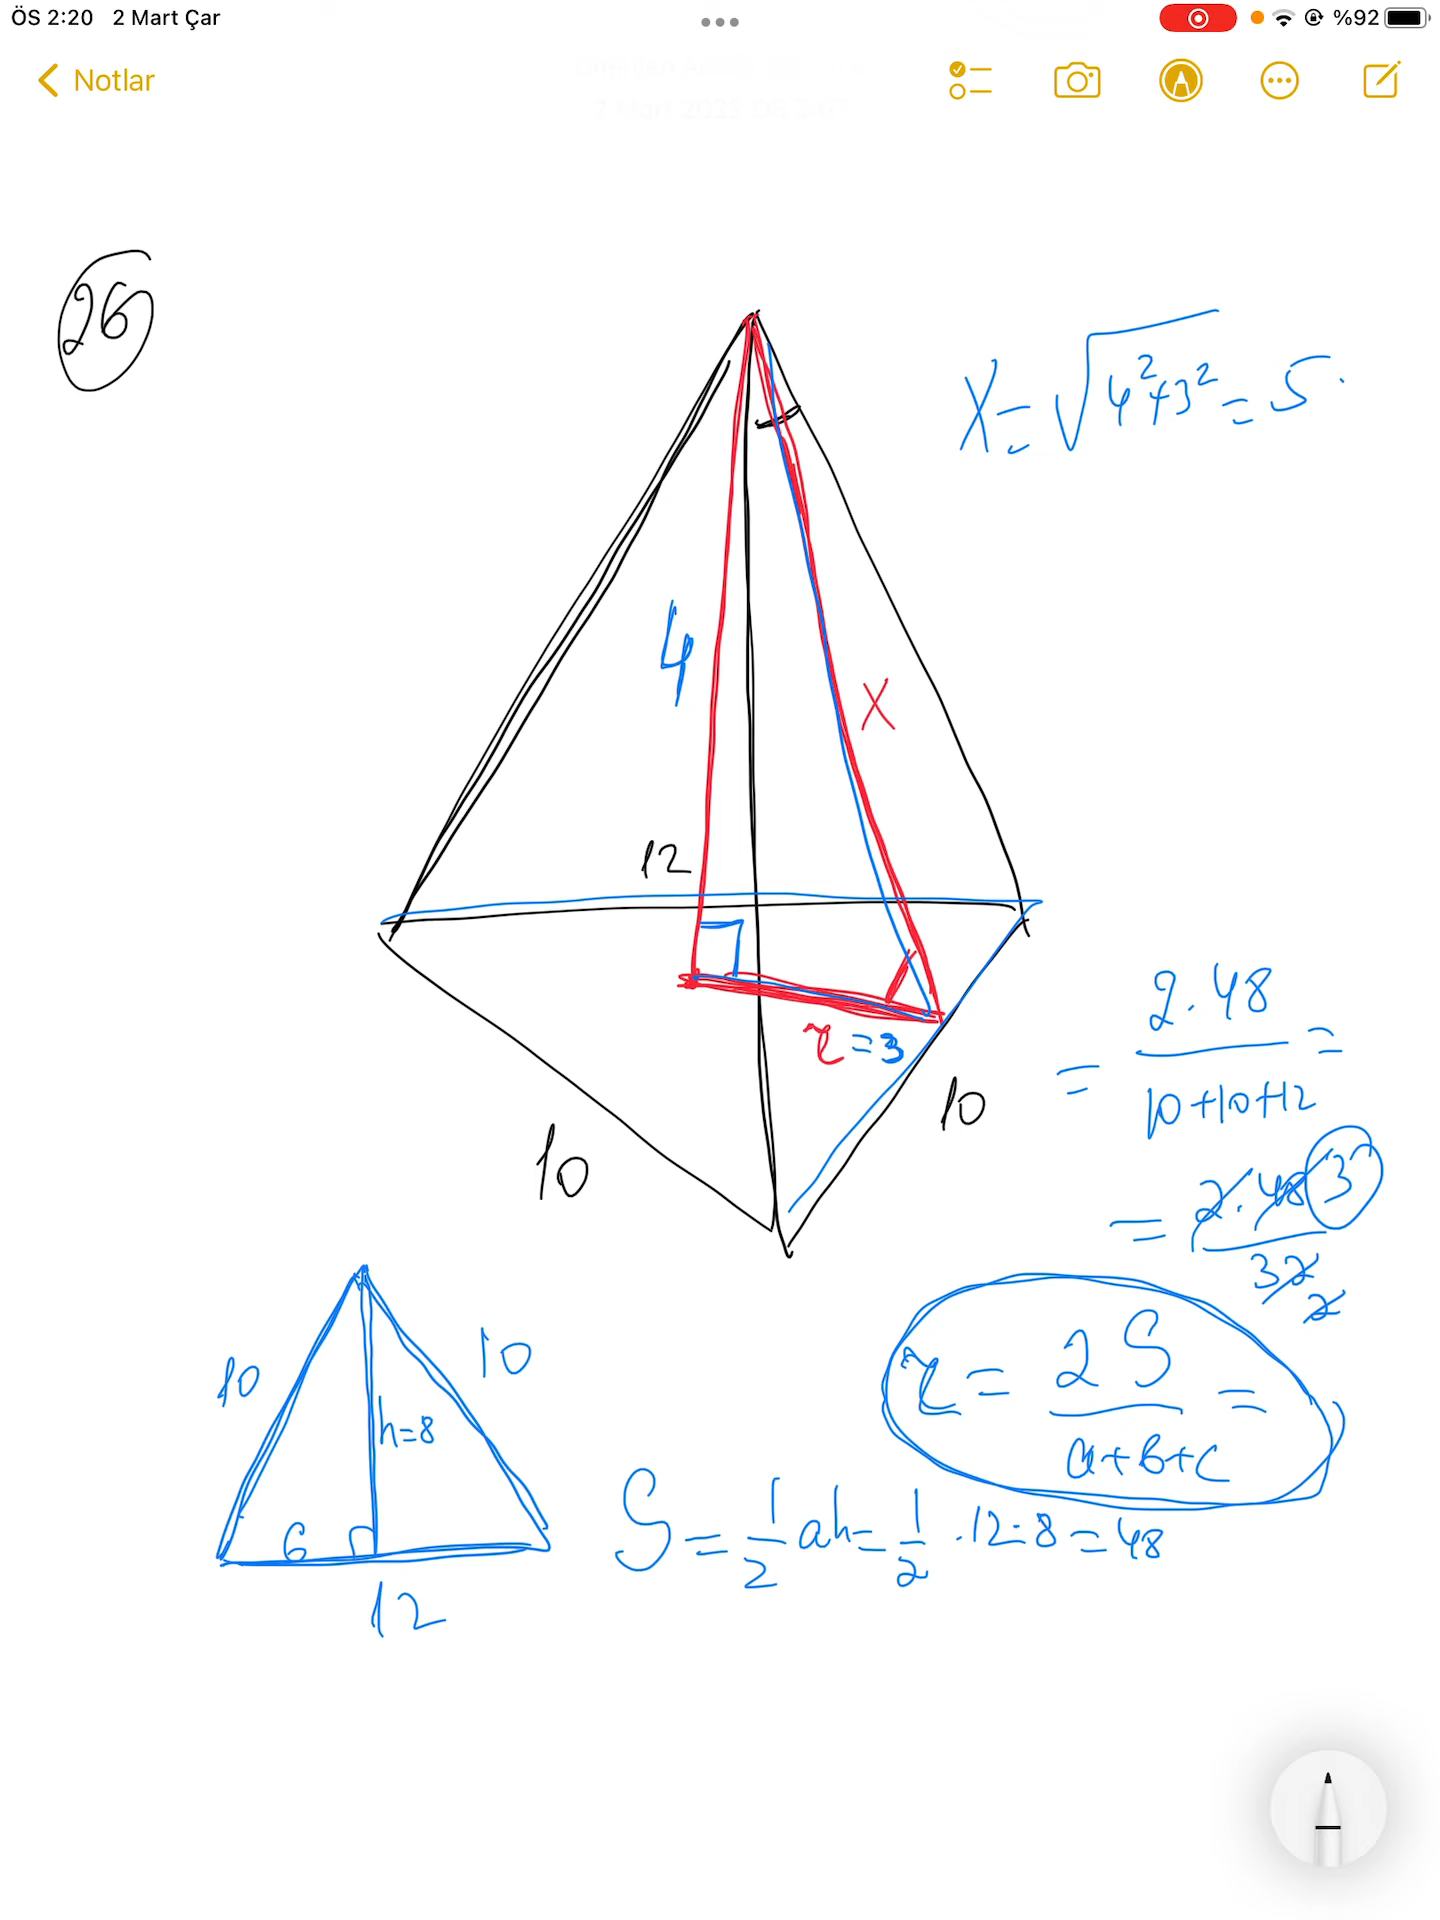 ÖS 2:20 2 Mart Çar
%92
Notlar
26
X = √4²+3² = 5
4
X
12
r = 3
10
10
= 2·48 / 10+10+12 =
= 2·48 3 / 32 2
10
10
h=8
6
12
r = 2S / a+b+c =
S = 1/2 ah = 1/2 · 12 · 8 = 48